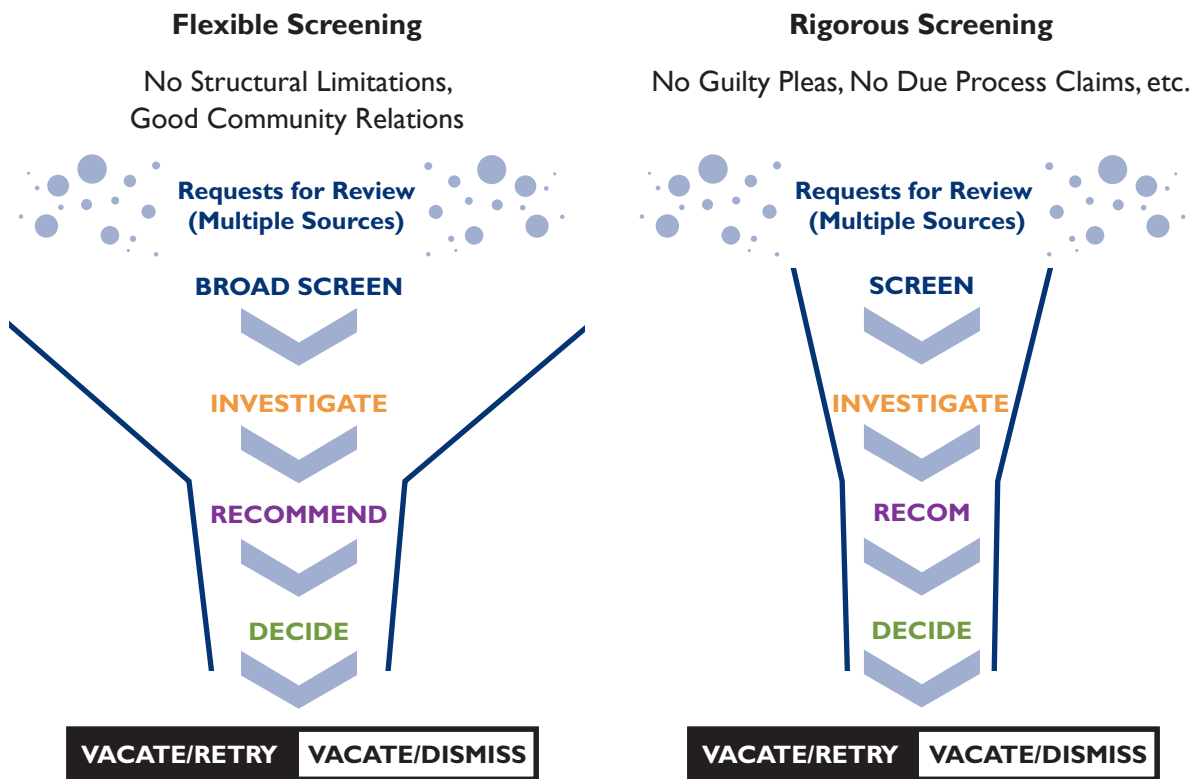 Flexible Screening
No Structural Limitations,
Good Community Relations
Requests for Review
(Multiple Sources)
BROAD SCREEN
INVESTIGATE
RECOMMEND
DECIDE
VACATE/RETRY
VACATE/DISMISS
Rigorous Screening
No Guilty Pleas, No Due Process Claims, etc.
Requests for Review
(Multiple Sources)
SCREEN
INVESTIGATE
RECOM
DECIDE
VACATE/RETRY
VACATE/DISMISS